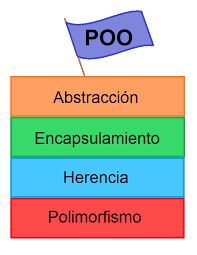 POO
Abstracción
Encapsulamiento
Herencia
Polimorfismo